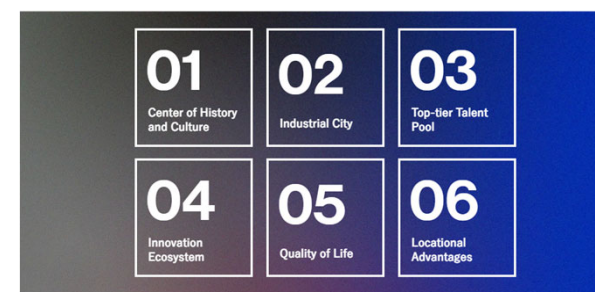 01
Center of History
and Culture
02
Industrial City
03
Top-tier Talent
Pool
04
Innovation
Ecosystem
05
Quality of Life
06
Locational
Advantages